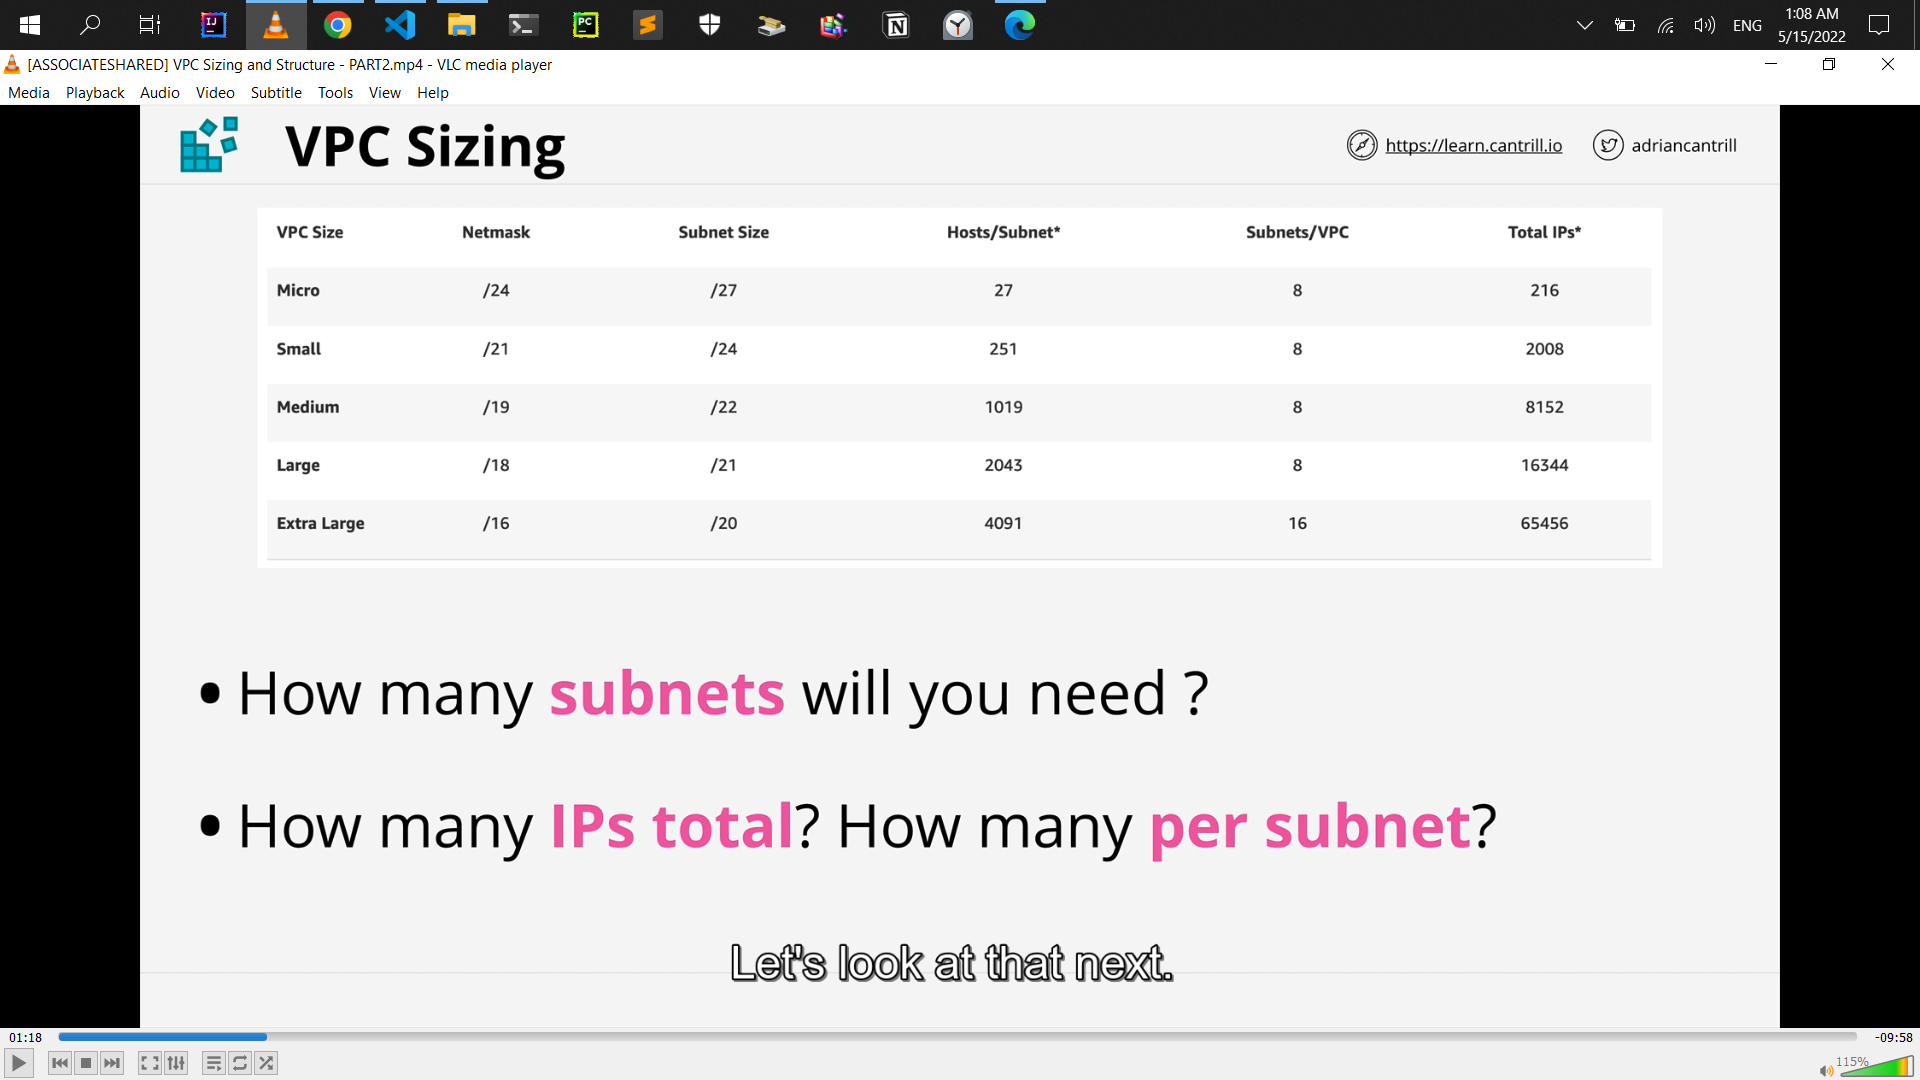 1:08 AM
ENG
5/15/2022
[ASSOCIATESHARED] VPC Sizing and Structure - PART2.mp4 - VLC media player
Media Playback Audio Video Subtitle Tools View Help
VPC Sizing
https://learn.cantrill.io adriancantrill
VPC Size Netmask Subnet Size Hosts/Subnet* Subnets/VPC Total IPs*
Micro /24 /27 27 8 216
Small /21 /24 251 8 2008
Medium /19 /22 1019 8 8152
Large /18 /21 2043 8 16344
Extra Large /16 /20 4091 16 65456
• How many subnets will you need ?
• How many IPs total? How many per subnet?
Let's look at that next.
01:18 -09:58
115%